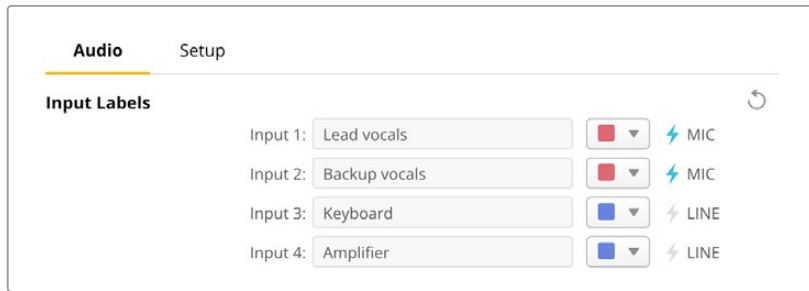 Audio Setup
Input Labels
Input 1: Lead vocals MIC
Input 2: Backup vocals MIC
Input 3: Keyboard LINE
Input 4: Amplifier LINE